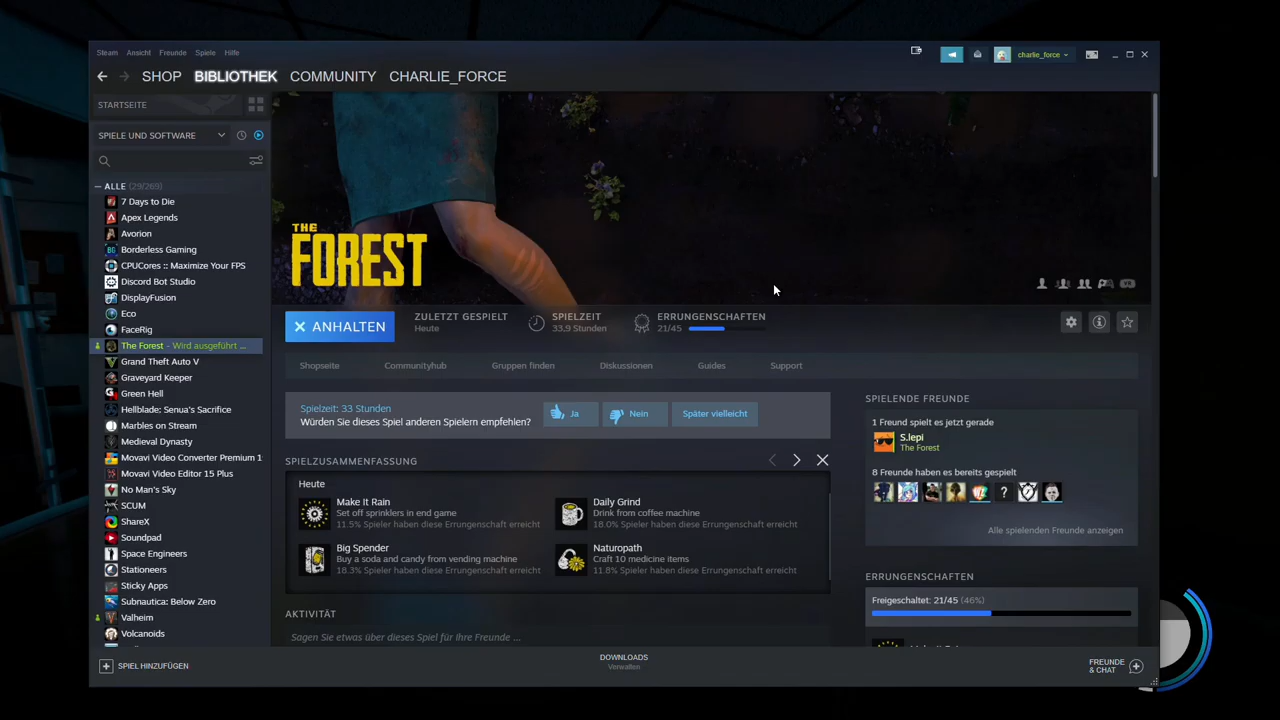 Steam Ansicht Freunde Spiele Hilfe
charlie_force
SHOP BIBLIOTHEK COMMUNITY CHARLIE_FORCE
STARTSEITE
SPIELE UND SOFTWARE
ALLE (29/269)
7 Days to Die
Apex Legends
Avorion
Borderless Gaming
CPUCores :: Maximize Your FPS
Discord Bot Studio
DisplayFusion
Eco
FaceRig
The Forest - Wird ausgeführt ...
Grand Theft Auto V
Graveyard Keeper
Green Hell
Hellblade: Senua's Sacrifice
Marbles on Stream
Medieval Dynasty
Movavi Video Converter Premium 1
Movavi Video Editor 15 Plus
No Man's Sky
SCUM
ShareX
Soundpad
Space Engineers
Stationeers
Sticky Apps
Subnautica: Below Zero
Valheim
Volcanoids
SPIEL HINZUFÜGEN
THE
FOREST
ANHALTEN
ZULETZT GESPIELT
Heute
SPIELZEIT
33.9 Stunden
ERRUNGENSCHAFTEN
21/45
Shopseite Communityhub Gruppen finden Diskussionen Guides Support
Spielzeit: 33 Stunden
Würden Sie dieses Spiel anderen Spielern empfehlen?
Ja Nein Später vielleicht
SPIELZUSAMMENFASSUNG
Heute
Make It Rain
Set off sprinklers in end game
11.5% Spieler haben diese Errungenschaft erreicht
Daily Grind
Drink from coffee machine
18.0% Spieler haben diese Errungenschaft erreicht
Big Spender
Buy a soda and candy from vending machine
18.3% Spieler haben diese Errungenschaft erreicht
Naturopath
Craft 10 medicine items
11.8% Spieler haben diese Errungenschaft erreicht
AKTIVITÄT
Sagen Sie etwas über dieses Spiel für Ihre Freunde ...
SPIELENDE FREUNDE
1 Freund spielt es jetzt gerade
S.lepi
The Forest
8 Freunde haben es bereits gespielt
?
Alle spielenden Freunde anzeigen
ERRUNGENSCHAFTEN
Freigeschaltet: 21/45 (46%)
DOWNLOADS
Verwalten
FREUNDE
& CHAT